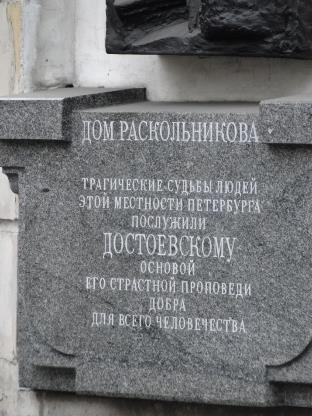 ДОМ РАСКОЛЬНИКОВА
ТРАГИЧЕСКИЕ СУДЬБЫ ЛЮДЕЙ
ЭТОЙ МЕСТНОСТИ ПЕТЕРБУРГА
ПОСЛУЖИЛИ
ДОСТОЕВСКОМУ
ОСНОВОЙ
ЕГО СТРАСТНОЙ ПРОПОВЕДИ
ДОБРА
ДЛЯ ВСЕГО ЧЕЛОВЕЧЕСТВА